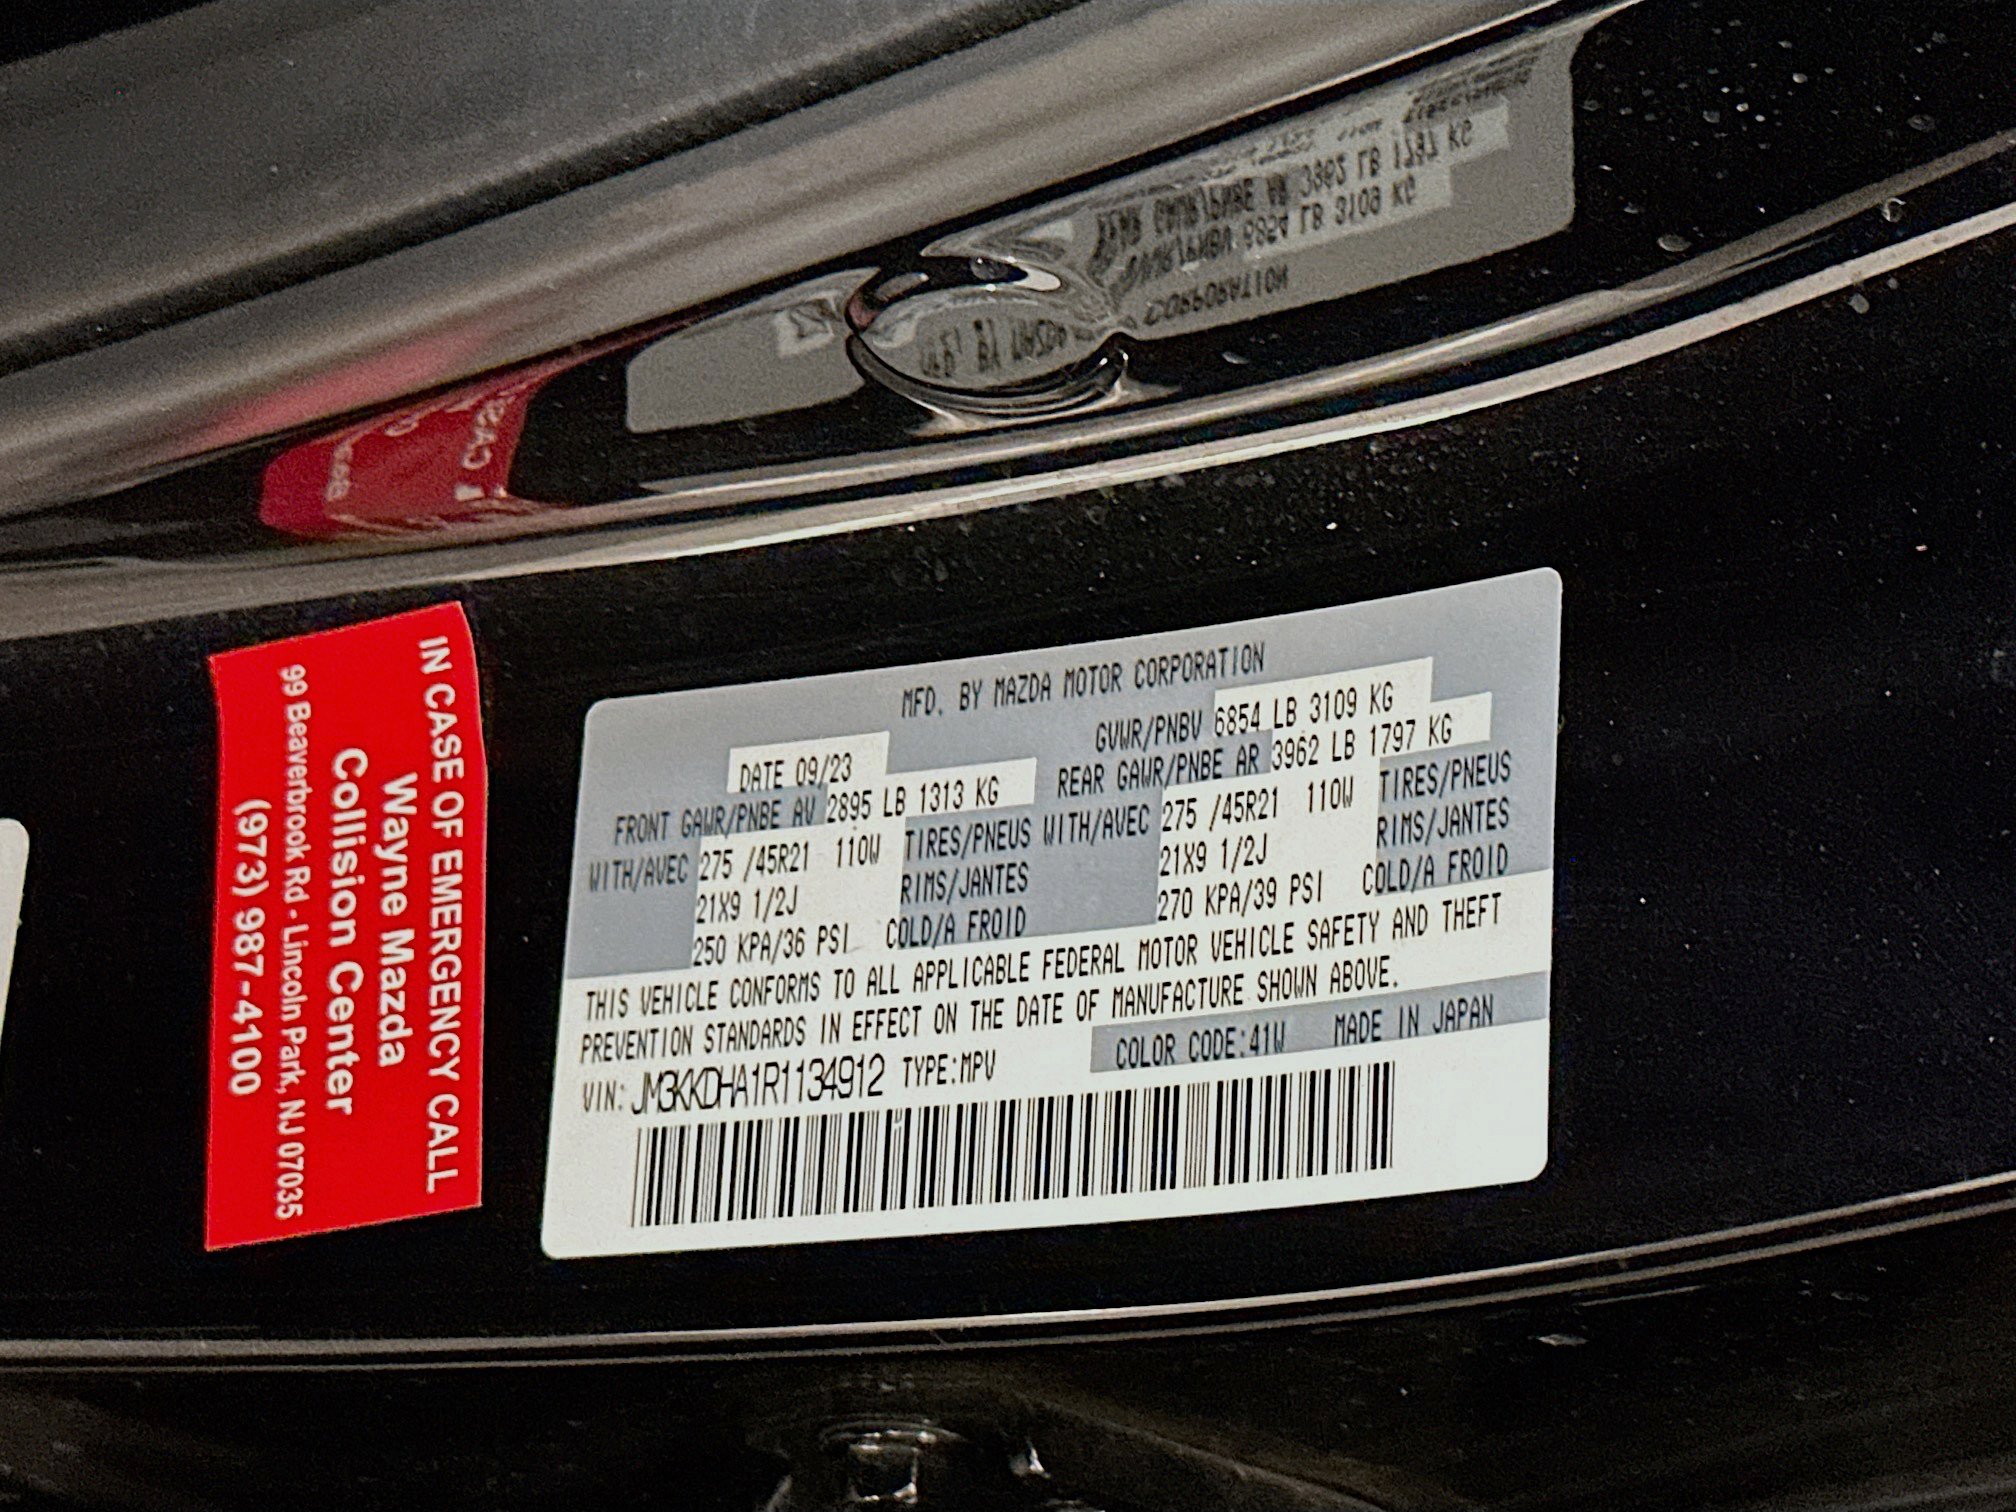 IN CASE OF EMERGENCY CALL
Wayne Mazda
Collision Center
99 Beaverbrook Rd - Lincoln Park, NJ 07035
(973) 987-4100
MFD. BY MAZDA MOTOR CORPORATION
DATE 09/23 GVWR/PNBV 6854 LB 3109 KG
FRONT GAWR/PNBE AV 2895 LB 1313 KG REAR GAWR/PNBE AR 3962 LB 1797 KG
WITH/AVEC 275 /45R21 110W TIRES/PNEUS WITH/AVEC 275 /45R21 110W TIRES/PNEUS
21X9 1/2J RIMS/JANTES 21X9 1/2J RIMS/JANTES
250 KPA/36 PSI COLD/A FROID 270 KPA/39 PSI COLD/A FROID
THIS VEHICLE CONFORMS TO ALL APPLICABLE FEDERAL MOTOR VEHICLE SAFETY AND THEFT
PREVENTION STANDARDS IN EFFECT ON THE DATE OF MANUFACTURE SHOWN ABOVE.
VIN: JM3KKDHA1R1134912 TYPE:MPV COLOR CODE:41W MADE IN JAPAN